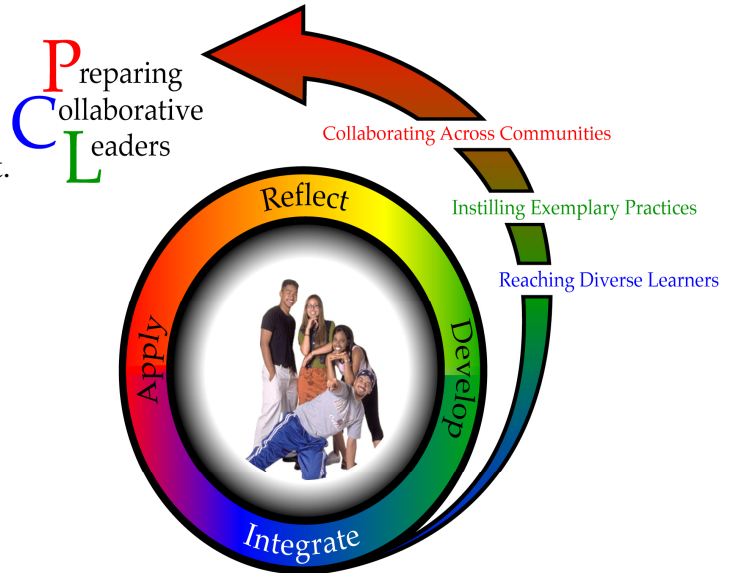 Preparing
Collaborative
Leaders
t.
Collaborating Across Communities
Instilling Exemplary Practices
Reaching Diverse Learners
Reflect
Develop
Integrate
Apply